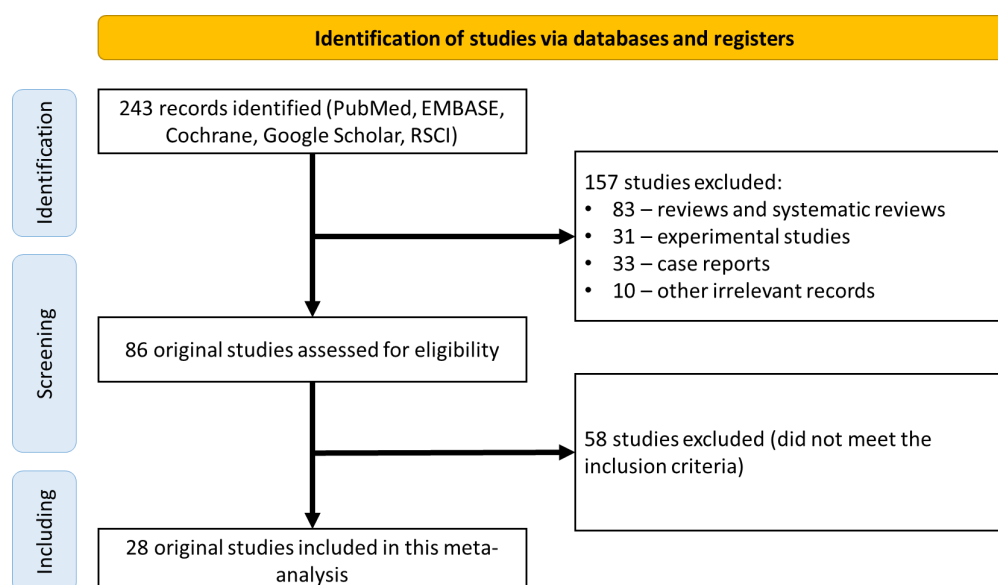 Identification of studies via databases and registers
Identification
243 records identified (PubMed, EMBASE,
Cochrane, Google Scholar, RSCI)
157 studies excluded:
• 83 – reviews and systematic reviews
• 31 – experimental studies
• 33 – case reports
• 10 – other irrelevant records
Screening
86 original studies assessed for eligibility
58 studies excluded (did not meet the
inclusion criteria)
Including
28 original studies included in this meta-
analysis